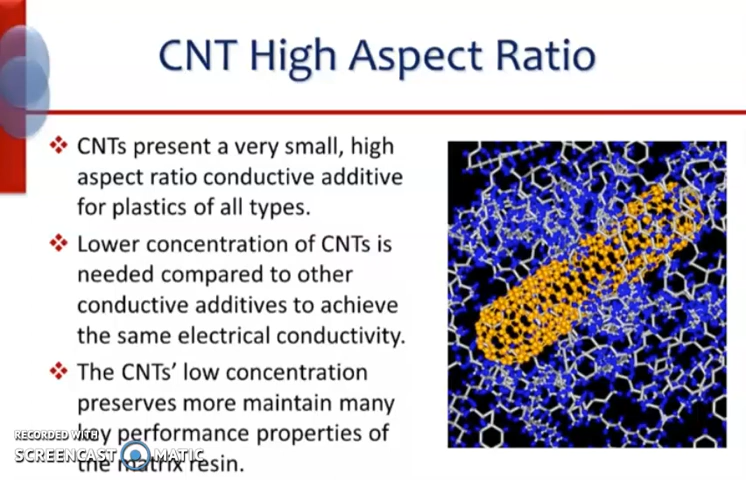 CNT High Aspect Ratio
CNTs present a very small, high
aspect ratio conductive additive
for plastics of all types.
Lower concentration of CNTs is
needed compared to other
conductive additives to achieve
the same electrical conductivity.
The CNTs' low concentration
preserves more maintain many
key performance properties of
the matrix resin.
RECORDED WITH
SCREENCAST MATIC